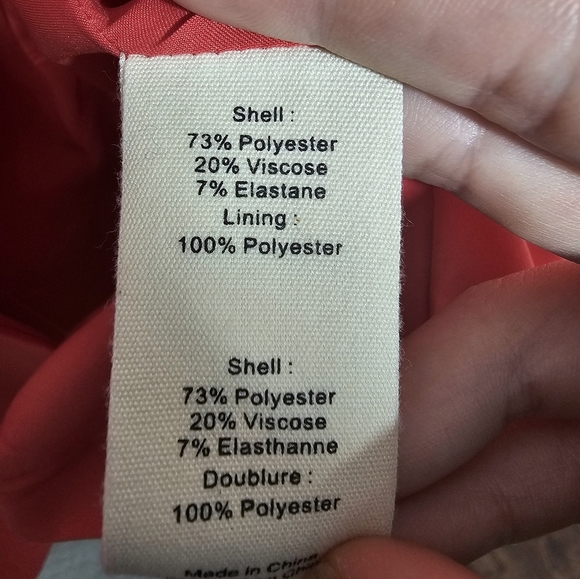 Shell :
73% Polyester
20% Viscose
7% Elastane
Lining :
100% Polyester
Shell :
73% Polyester
20% Viscose
7% Elasthanne
Doublure :
100% Polyester
Made in China